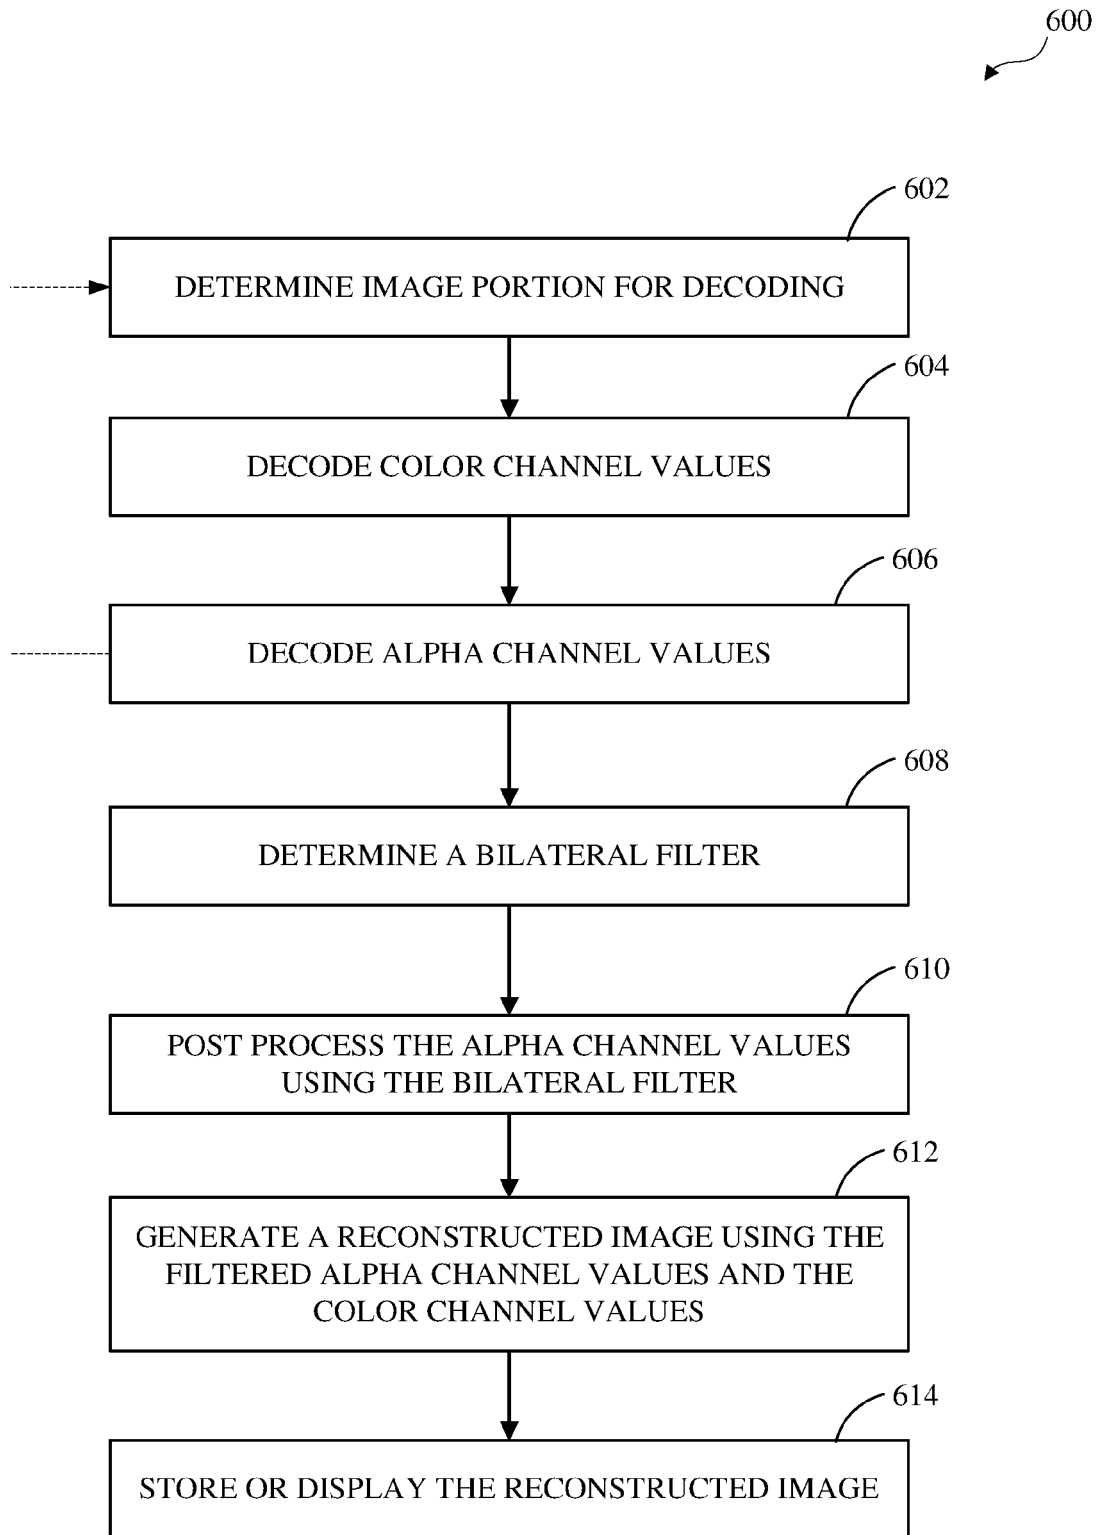 600
602
DETERMINE IMAGE PORTION FOR DECODING
604
DECODE COLOR CHANNEL VALUES
606
DECODE ALPHA CHANNEL VALUES
608
DETERMINE A BILATERAL FILTER
610
POST PROCESS THE ALPHA CHANNEL VALUES
USING THE BILATERAL FILTER
612
GENERATE A RECONSTRUCTED IMAGE USING THE
FILTERED ALPHA CHANNEL VALUES AND THE
COLOR CHANNEL VALUES
614
STORE OR DISPLAY THE RECONSTRUCTED IMAGE